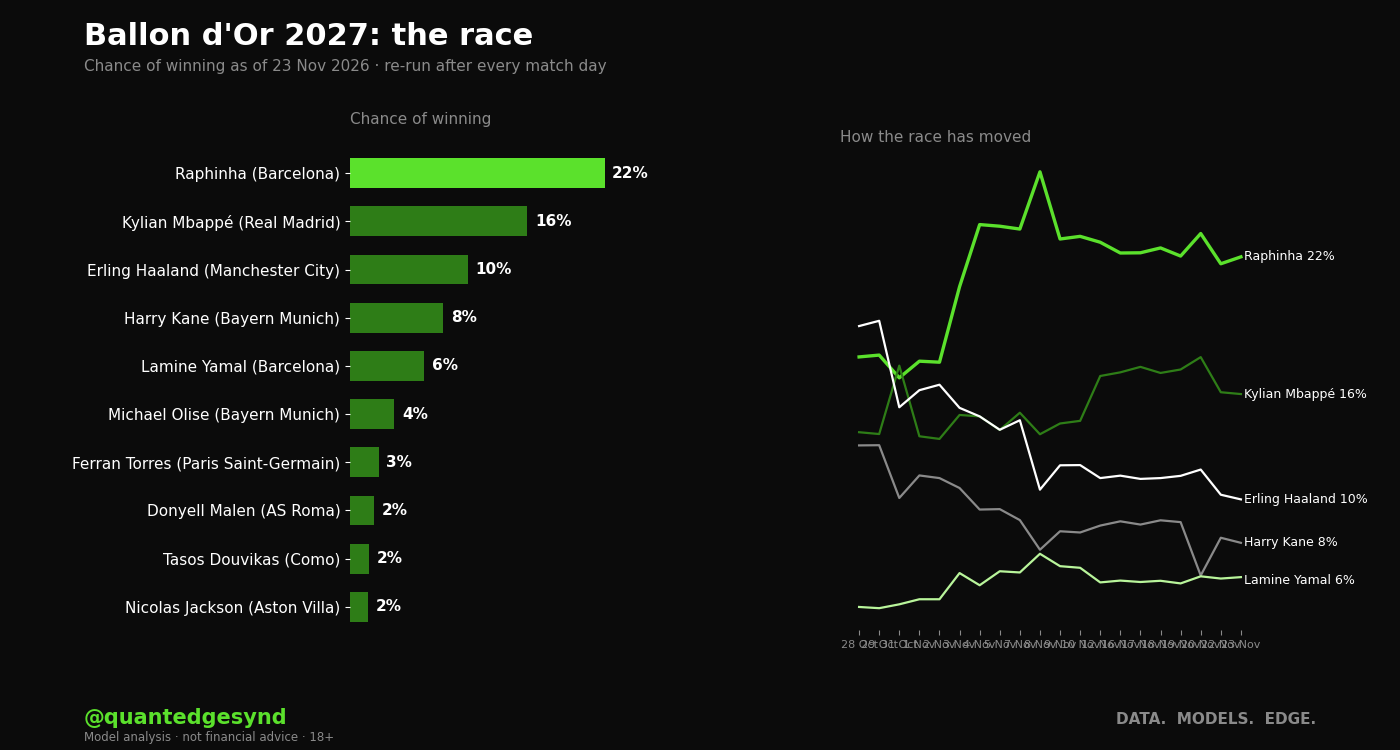 Ballon d'Or 2027: the race
Chance of winning as of 23 Nov 2026 · re-run after every match day
Chance of winning
Raphinha (Barcelona) 22%
Kylian Mbappé (Real Madrid) 16%
Erling Haaland (Manchester City) 10%
Harry Kane (Bayern Munich) 8%
Lamine Yamal (Barcelona) 6%
Michael Olise (Bayern Munich) 4%
Ferran Torres (Paris Saint-Germain) 3%
Donyell Malen (AS Roma) 2%
Tasos Douvikas (Como) 2%
Nicolas Jackson (Aston Villa) 2%
How the race has moved
Raphinha 22%
Kylian Mbappé 16%
Erling Haaland 10%
Harry Kane 8%
Lamine Yamal 6%
@quantedgesynd
Model analysis · not financial advice · 18+
DATA. MODELS. EDGE.